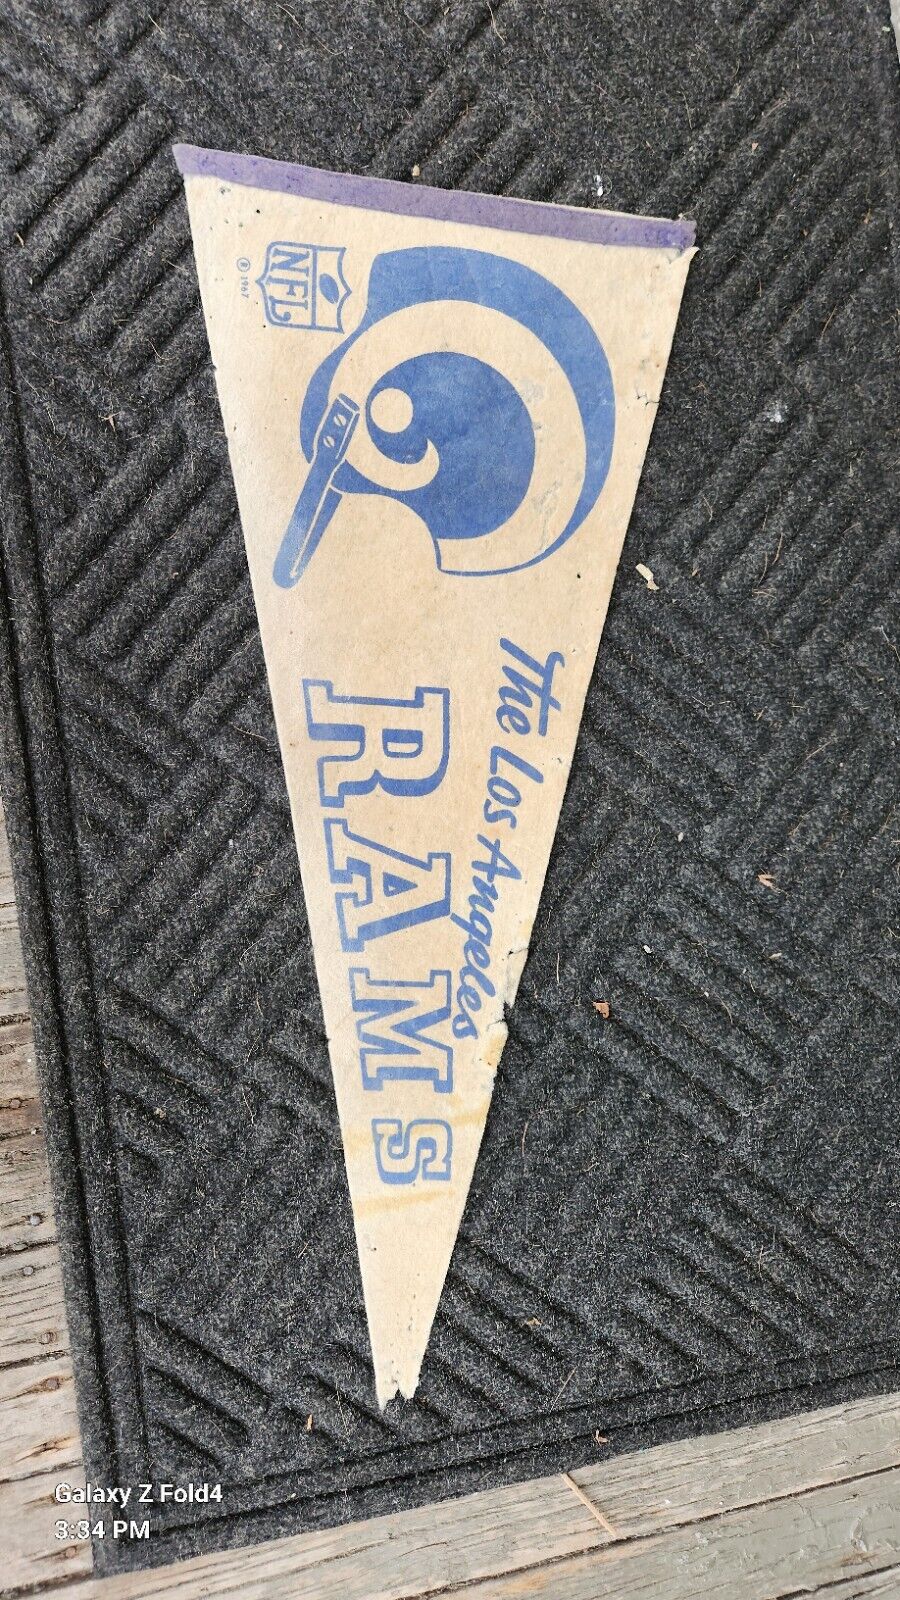 NFL
® 1967
The Los Angeles
RAMS
Galaxy Z Fold4
3:34 PM